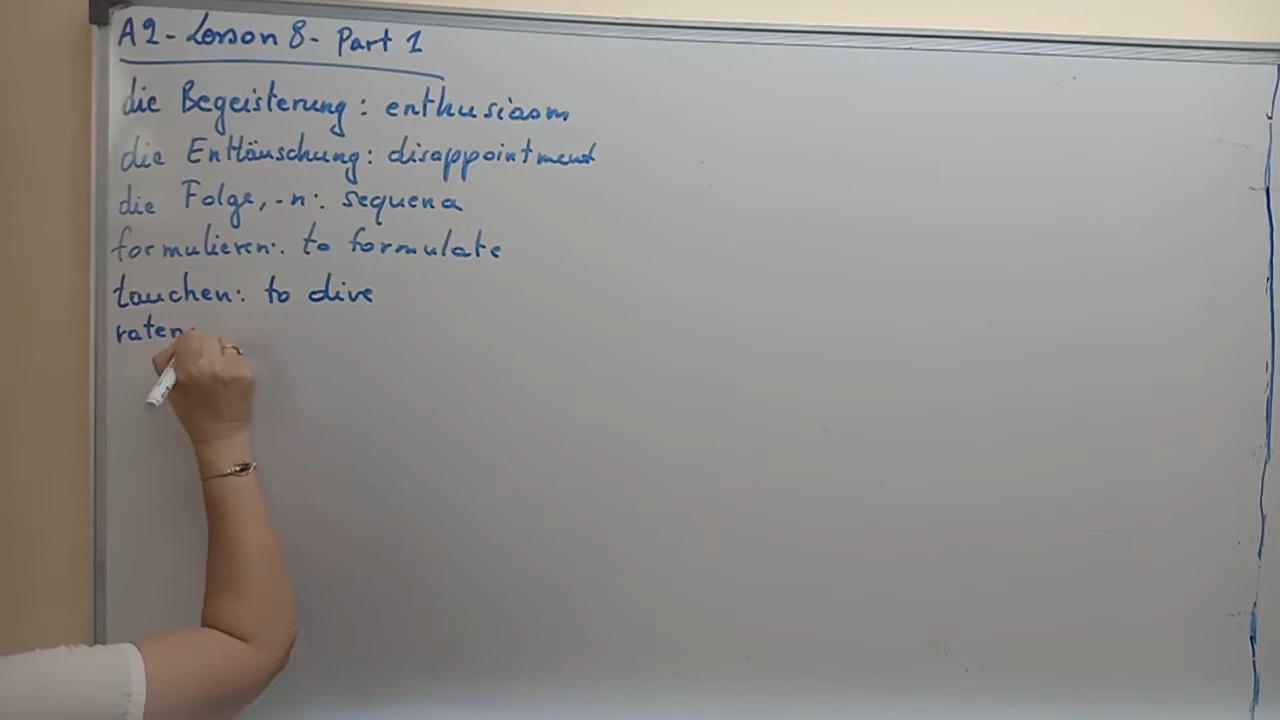 A2 - Lesson 8 - Part 1
die Begeisterung: enthusiasm
die Enttäuschung: disappointment
die Folge, -n: sequence
formulieren: to formulate
tauchen: to dive
raten: